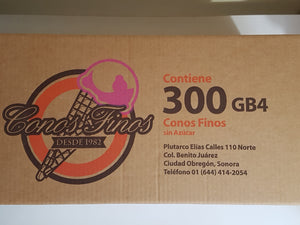 Conos Finos
DESDE 1982
Contiene
300 GB4
Conos Finos
sin Azúcar
Plutarco Elías Calles 110 Norte
Col. Benito Juárez
Ciudad Obregón, Sonora
Teléfono 01 (644) 414-2054